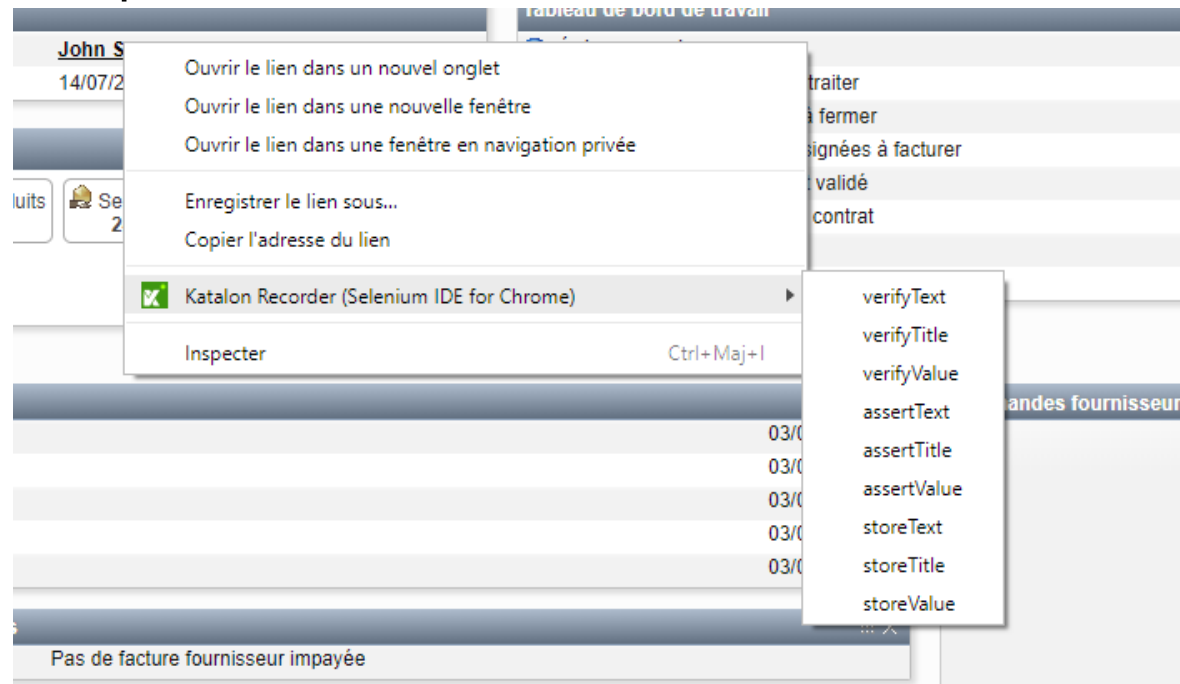 Tableau de bord de travail
John S
14/07/2
Ouvrir le lien dans un nouvel onglet
Ouvrir le lien dans une nouvelle fenêtre
Ouvrir le lien dans une fenêtre en navigation privée
Enregistrer le lien sous...
Copier l'adresse du lien
Katalon Recorder (Selenium IDE for Chrome)
Inspecter Ctrl+Maj+I
traiter
à fermer
signées à facturer
validé
contrat
luits
Se
2
verifyText
verifyTitle
verifyValue
assertText
assertTitle
assertValue
storeText
storeTitle
storeValue
andes fournisseur
03/0
03/0
03/0
03/0
03/0
s
Pas de facture fournisseur impayée